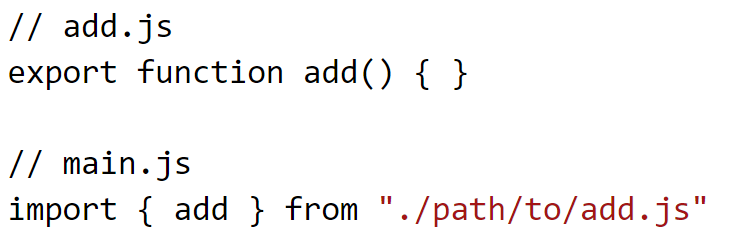 // add.js
export function add() { }
// main.js
import { add } from "./path/to/add.js"